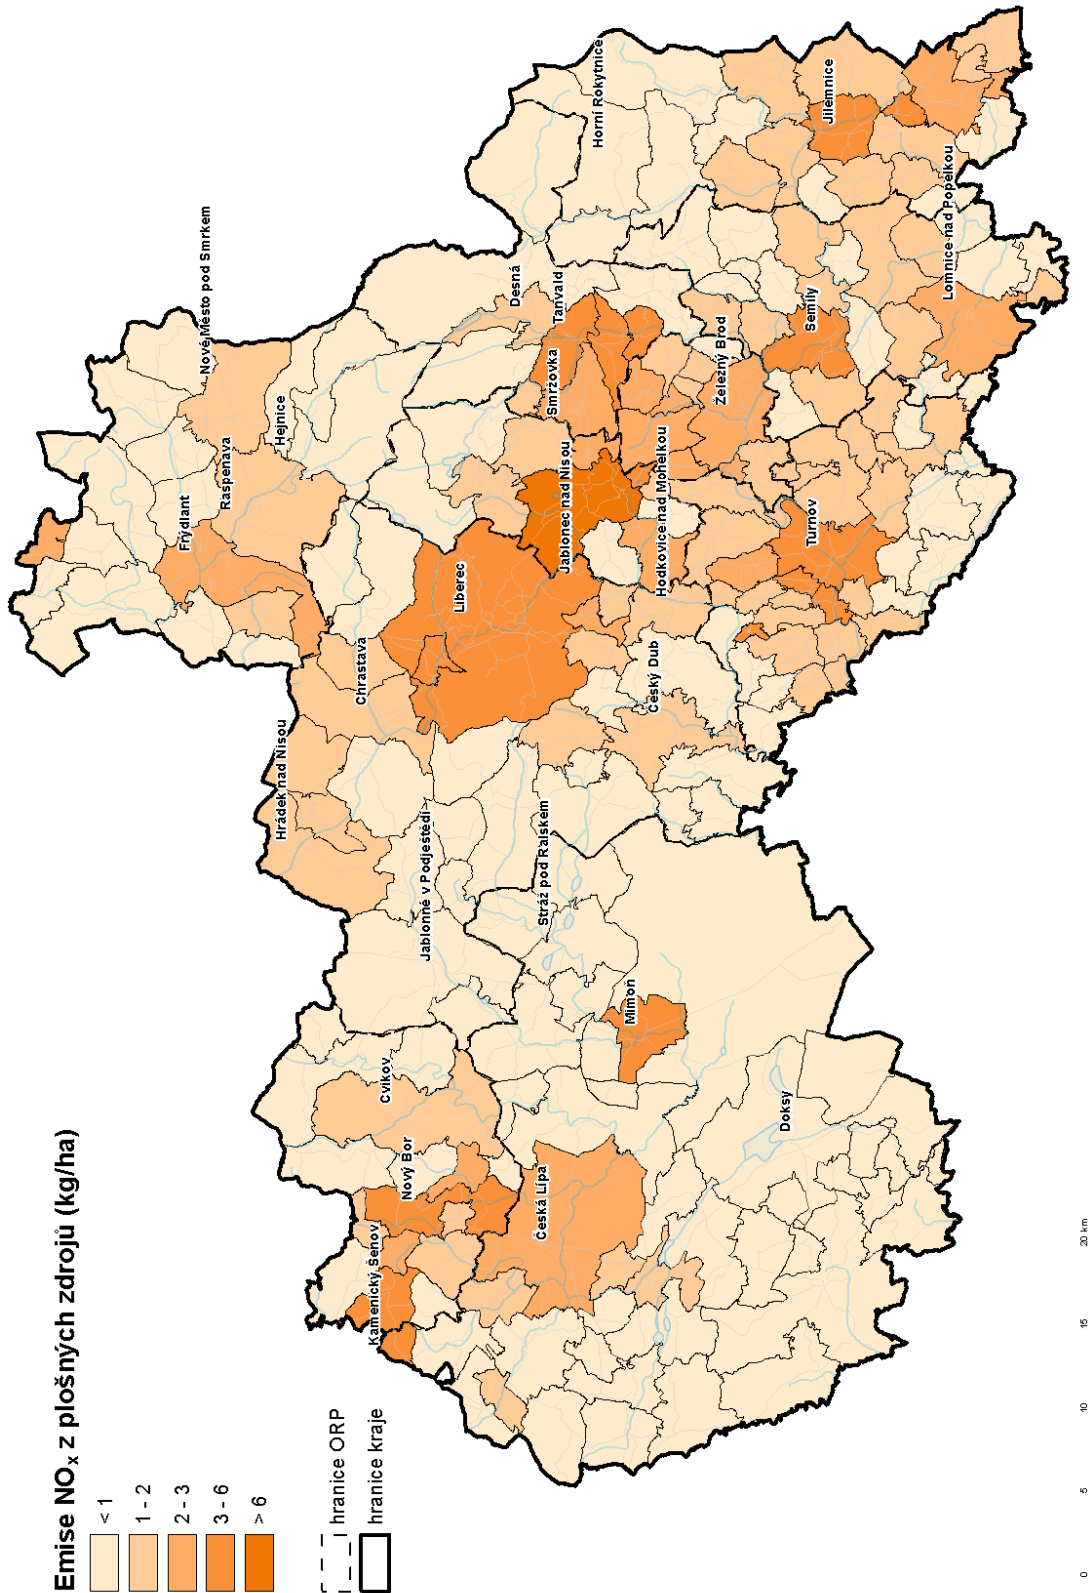 Emise NOx z plošných zdrojů (kg/ha)
< 1
1 - 2
2 - 3
3 - 6
> 6
hranice ORP
hranice kraje
Nové Město pod Smrkem
Frýdlant
Raspenava
Hejnice
Hrádek nad Nisou
Chrastava
Liberec
Desná
Tanvald
Smržovka
Jablonec nad Nisou
Horní Rokytnice
Cvikov
Nový Bor
Kamenický Šenov
Jablonné v Podještědí
Stráž pod Ralskem
Česká Lípa
Mimoň
Český Dub
Hodkovice nad Mohelkou
Železný Brod
Semily
Jilemnice
Turnov
Lomnice nad Popelkou
Doksy
0
5
10
15
20 km